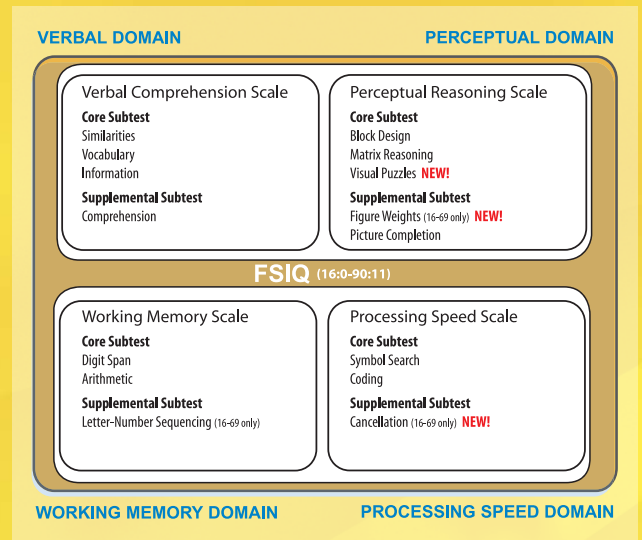 VERBAL DOMAIN
PERCEPTUAL DOMAIN
Verbal Comprehension Scale
Core Subtest
Similarities
Vocabulary
Information
Supplemental Subtest
Comprehension
Perceptual Reasoning Scale
Core Subtest
Block Design
Matrix Reasoning
Visual Puzzles NEW!
Supplemental Subtest
Figure Weights (16-69 only) NEW!
Picture Completion
FSIQ (16:0-90:11)
Working Memory Scale
Core Subtest
Digit Span
Arithmetic
Supplemental Subtest
Letter-Number Sequencing (16-69 only)
Processing Speed Scale
Core Subtest
Symbol Search
Coding
Supplemental Subtest
Cancellation (16-69 only) NEW!
WORKING MEMORY DOMAIN
PROCESSING SPEED DOMAIN